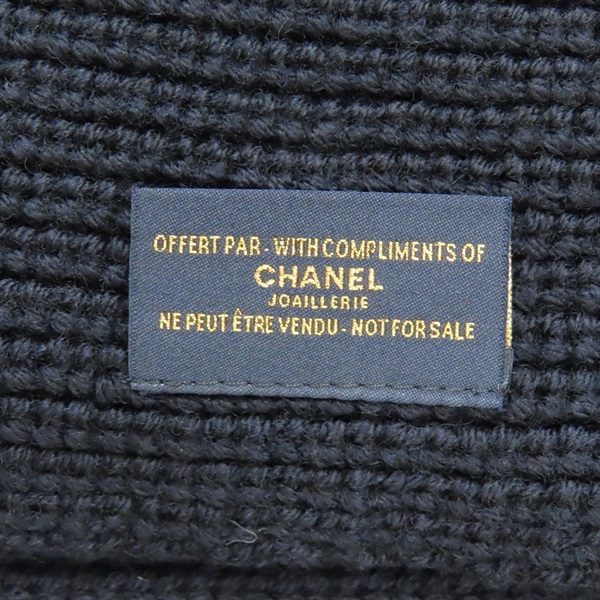 OFFERT PAR - WITH COMPLIMENTS OF
CHANEL
JOAILLERIE
NE PEUT ÊTRE VENDU - NOT FOR SALE